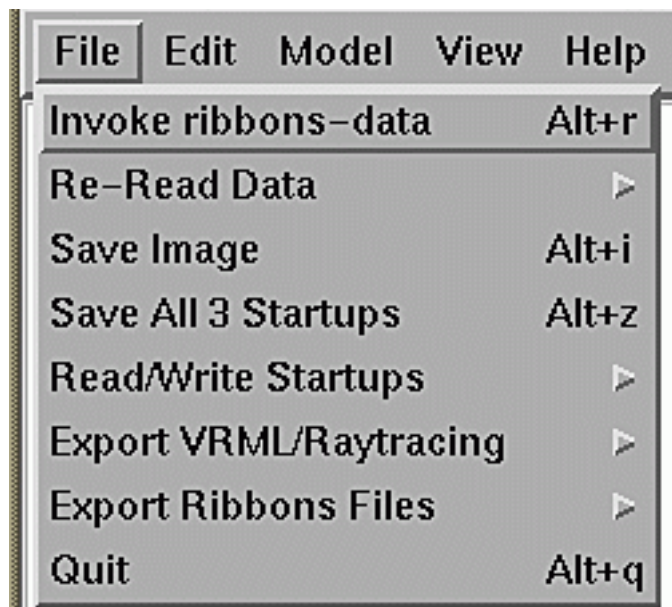 File Edit Model View Help
Invoke ribbons-data Alt+r
Re-Read Data
Save Image Alt+i
Save All 3 Startups Alt+z
Read/Write Startups
Export VRML/Raytracing
Export Ribbons Files
Quit Alt+q